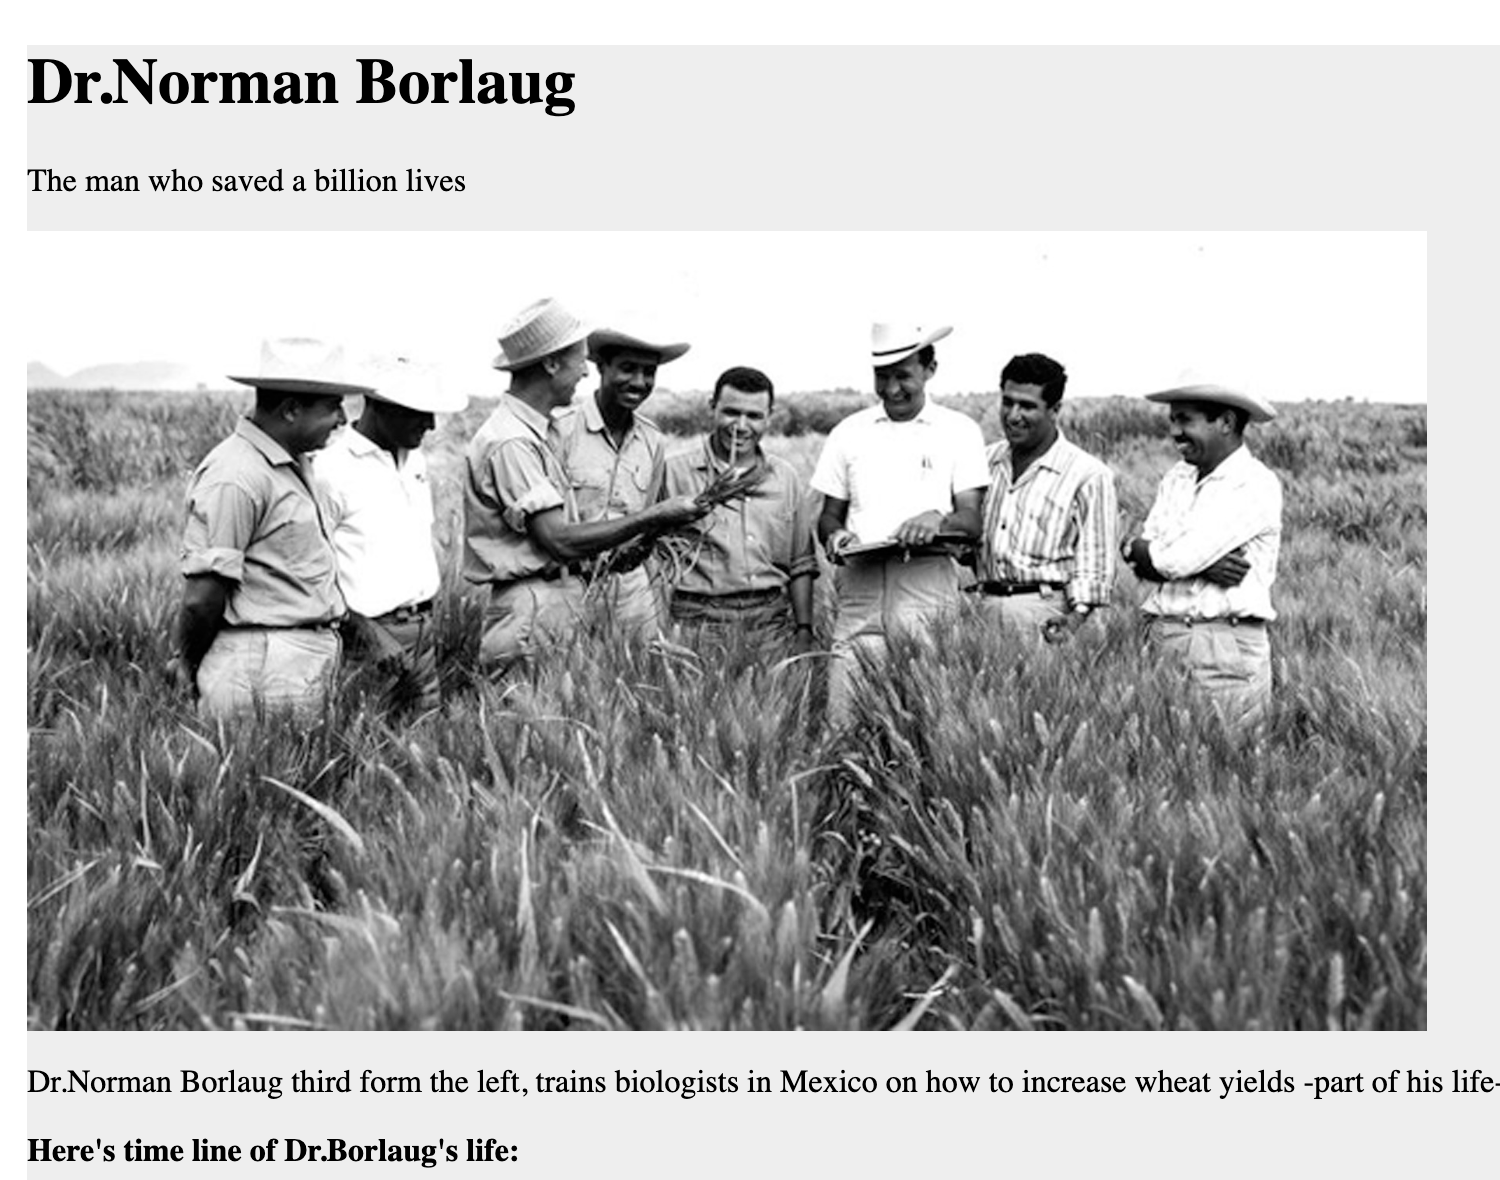 Dr.Norman Borlaug
The man who saved a billion lives
Dr.Norman Borlaug third form the left, trains biologists in Mexico on how to increase wheat yields -part of his life-
Here's time line of Dr.Borlaug's life: